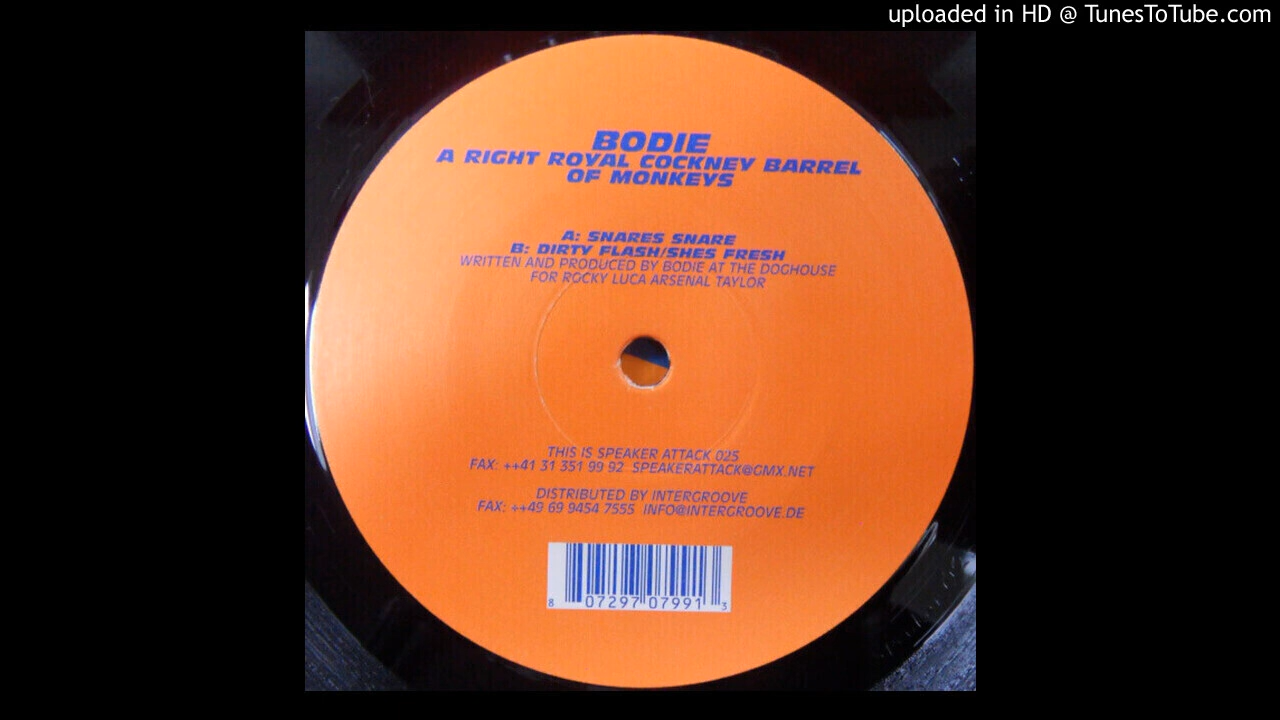 uploaded in HD @ TunesToTube.com
BODIE
A RIGHT ROYAL COCKNEY BARREL
OF MONKEYS
A: SNARES SNARE
B: DIRTY FLASH/SHES FRESH
WRITTEN AND PRODUCED BY BODIE AT THE DOGHOUSE
FOR ROCKY LUCA ARSENAL TAYLOR
THIS IS SPEAKER ATTACK 025
FAX: ++41 31 351 99 92 SPEAKERATTACK@GMX.NET
DISTRIBUTED BY INTERGROOVE
FAX: ++49 69 9454 7555 INFO@INTERGROOVE.DE
8 07297 07991 3